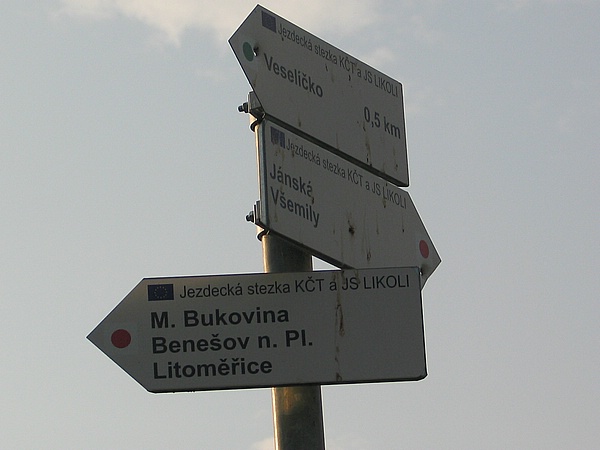 Jezdecká stezka KČT a JS LIKOLI
Veselíčko
0,5 km
Jezdecká stezka KČT a JS LIKOLI
Jánská
Všemily
Jezdecká stezka KČT a JS LIKOLI
M. Bukovina
Benešov n. Pl.
Litoměřice